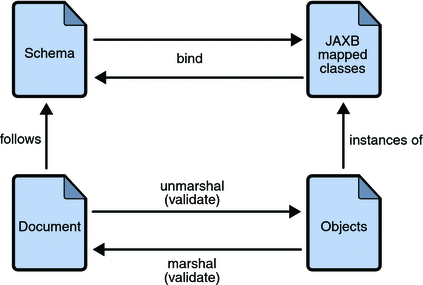 Schema
bind
JAXB
mapped
classes
follows
instances of
Document
unmarshal
(validate)
marshal
(validate)
Objects